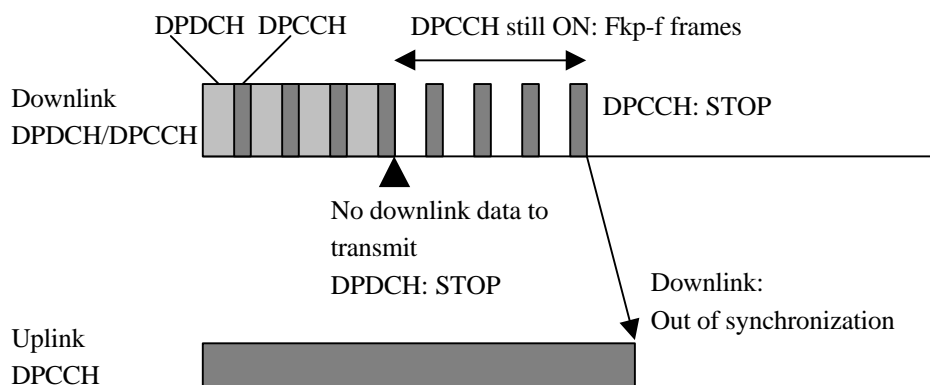 DPDCH DPCCH
DPCCH still ON: Fkp-f frames
Downlink
DPDCH/DPCCH
DPCCH: STOP
No downlink data to
transmit
DPDCH: STOP
Downlink:
Out of synchronization
Uplink
DPCCH